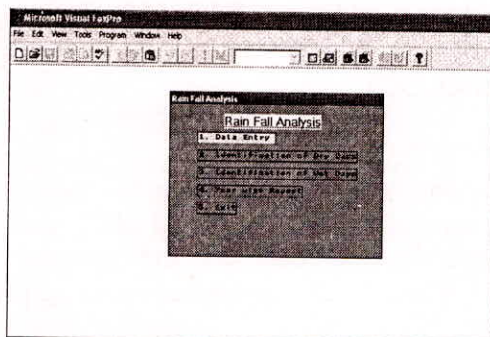 Microsoft Visual FoxPro
File Edit View Tools Program Window Help
Rain Fall Analysis
Rain Fall Analysis
1. Data Entry
2. Identification of Dry Days
3. Identification of Wet Days
4. Year wise Report
5. Exit